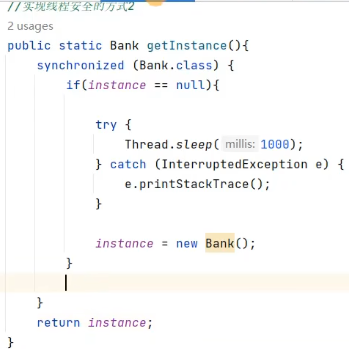 //实现线程安全的方式2
2 usages
public static Bank getInstance(){
    synchronized (Bank.class) {
        if(instance == null){

            try {
                Thread.sleep( millis: 1000);
            } catch (InterruptedException e) {
                e.printStackTrace();
            }

            instance = new Bank();
        }

    }
    return instance;
}